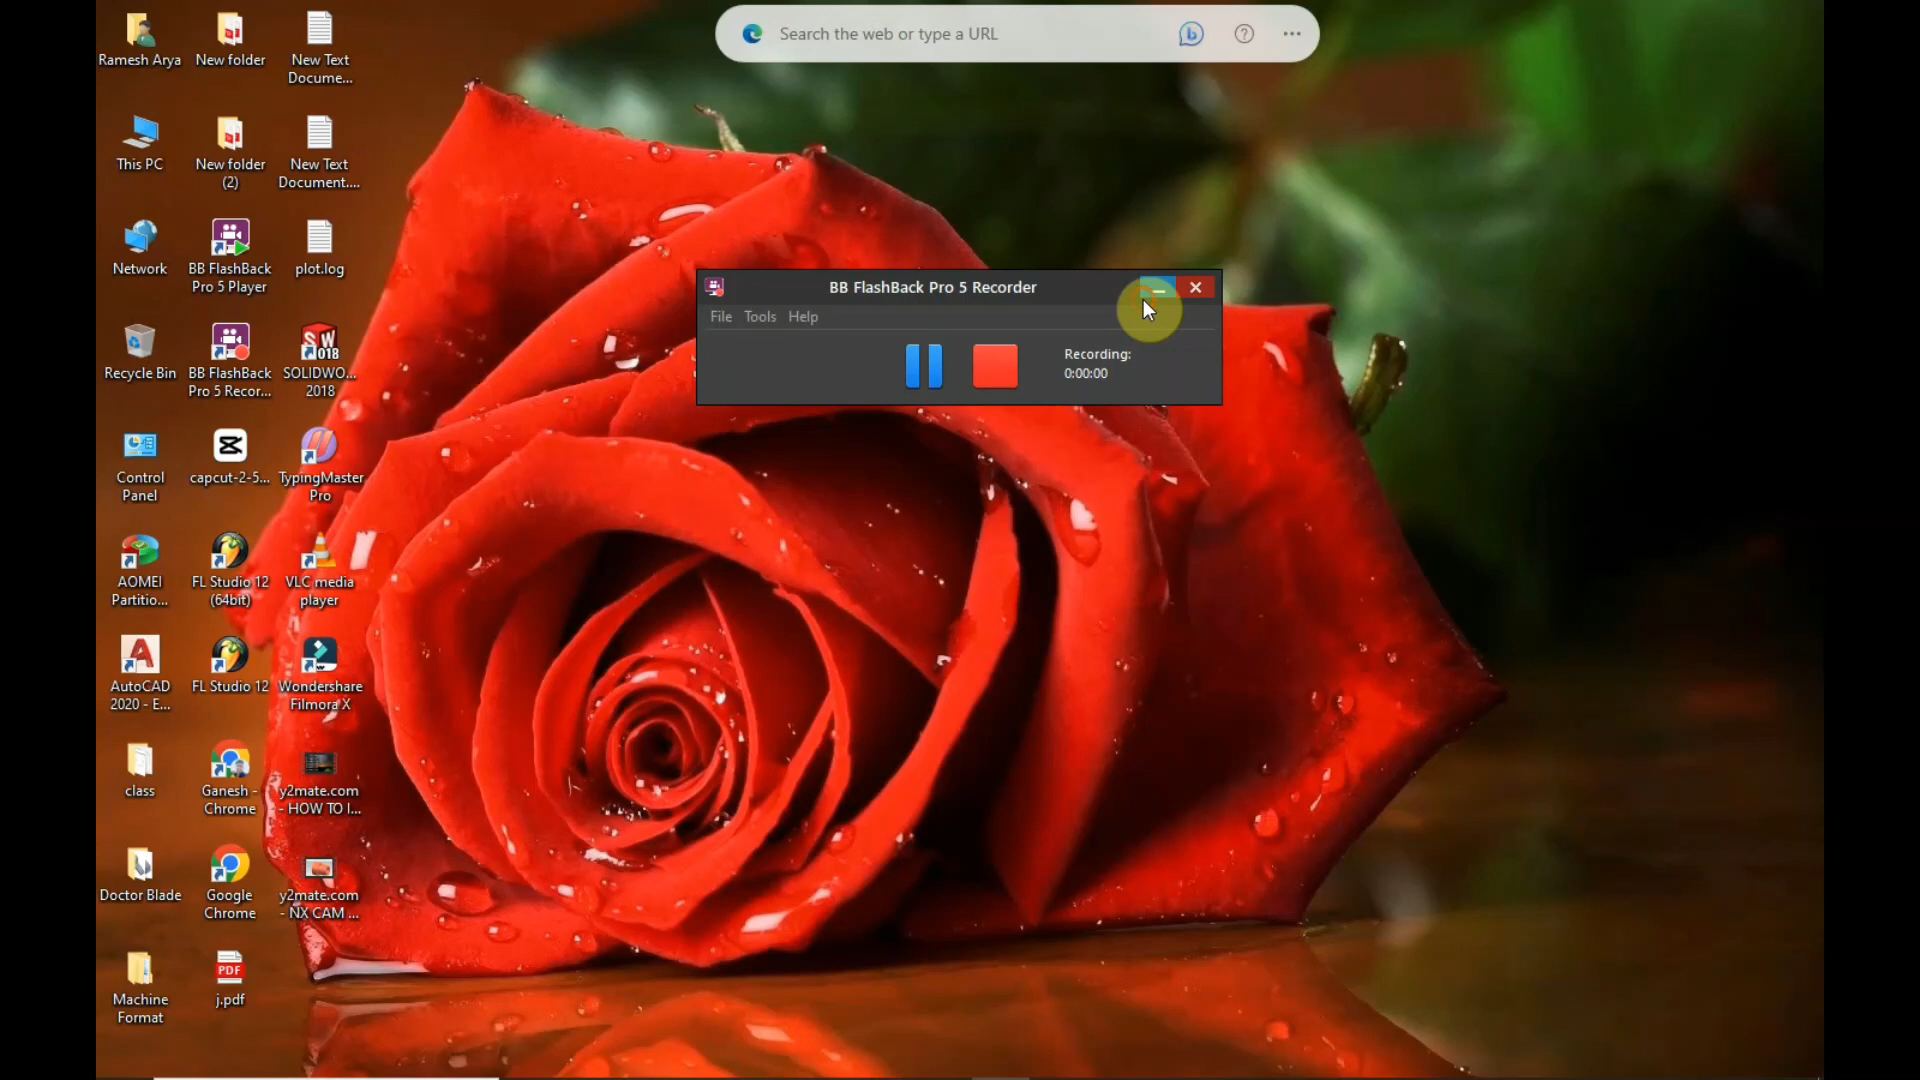 Search the web or type a URL
Ramesh Arya
New folder
New Text
Docume...
This PC
New folder
(2)
New Text
Document....
Network
BB FlashBack
Pro 5 Player
plot.log
Recycle Bin
BB FlashBack
Pro 5 Recor...
SW
2018
SOLIDWO...
2018
Control
Panel
capcut-2-5...
TypingMaster
Pro
AOMEI
Partitio...
FL Studio 12
(64bit)
VLC media
player
A
AutoCAD
2020 - E...
FL Studio 12
Wondershare
Filmora X
class
Ganesh -
Chrome
y2mate.com
- HOW TO I...
Doctor Blade
Google
Chrome
y2mate.com
- NX CAM ...
Machine
Format
PDF
j.pdf
BB FlashBack Pro 5 Recorder
File Tools Help
Recording:
0:00:00